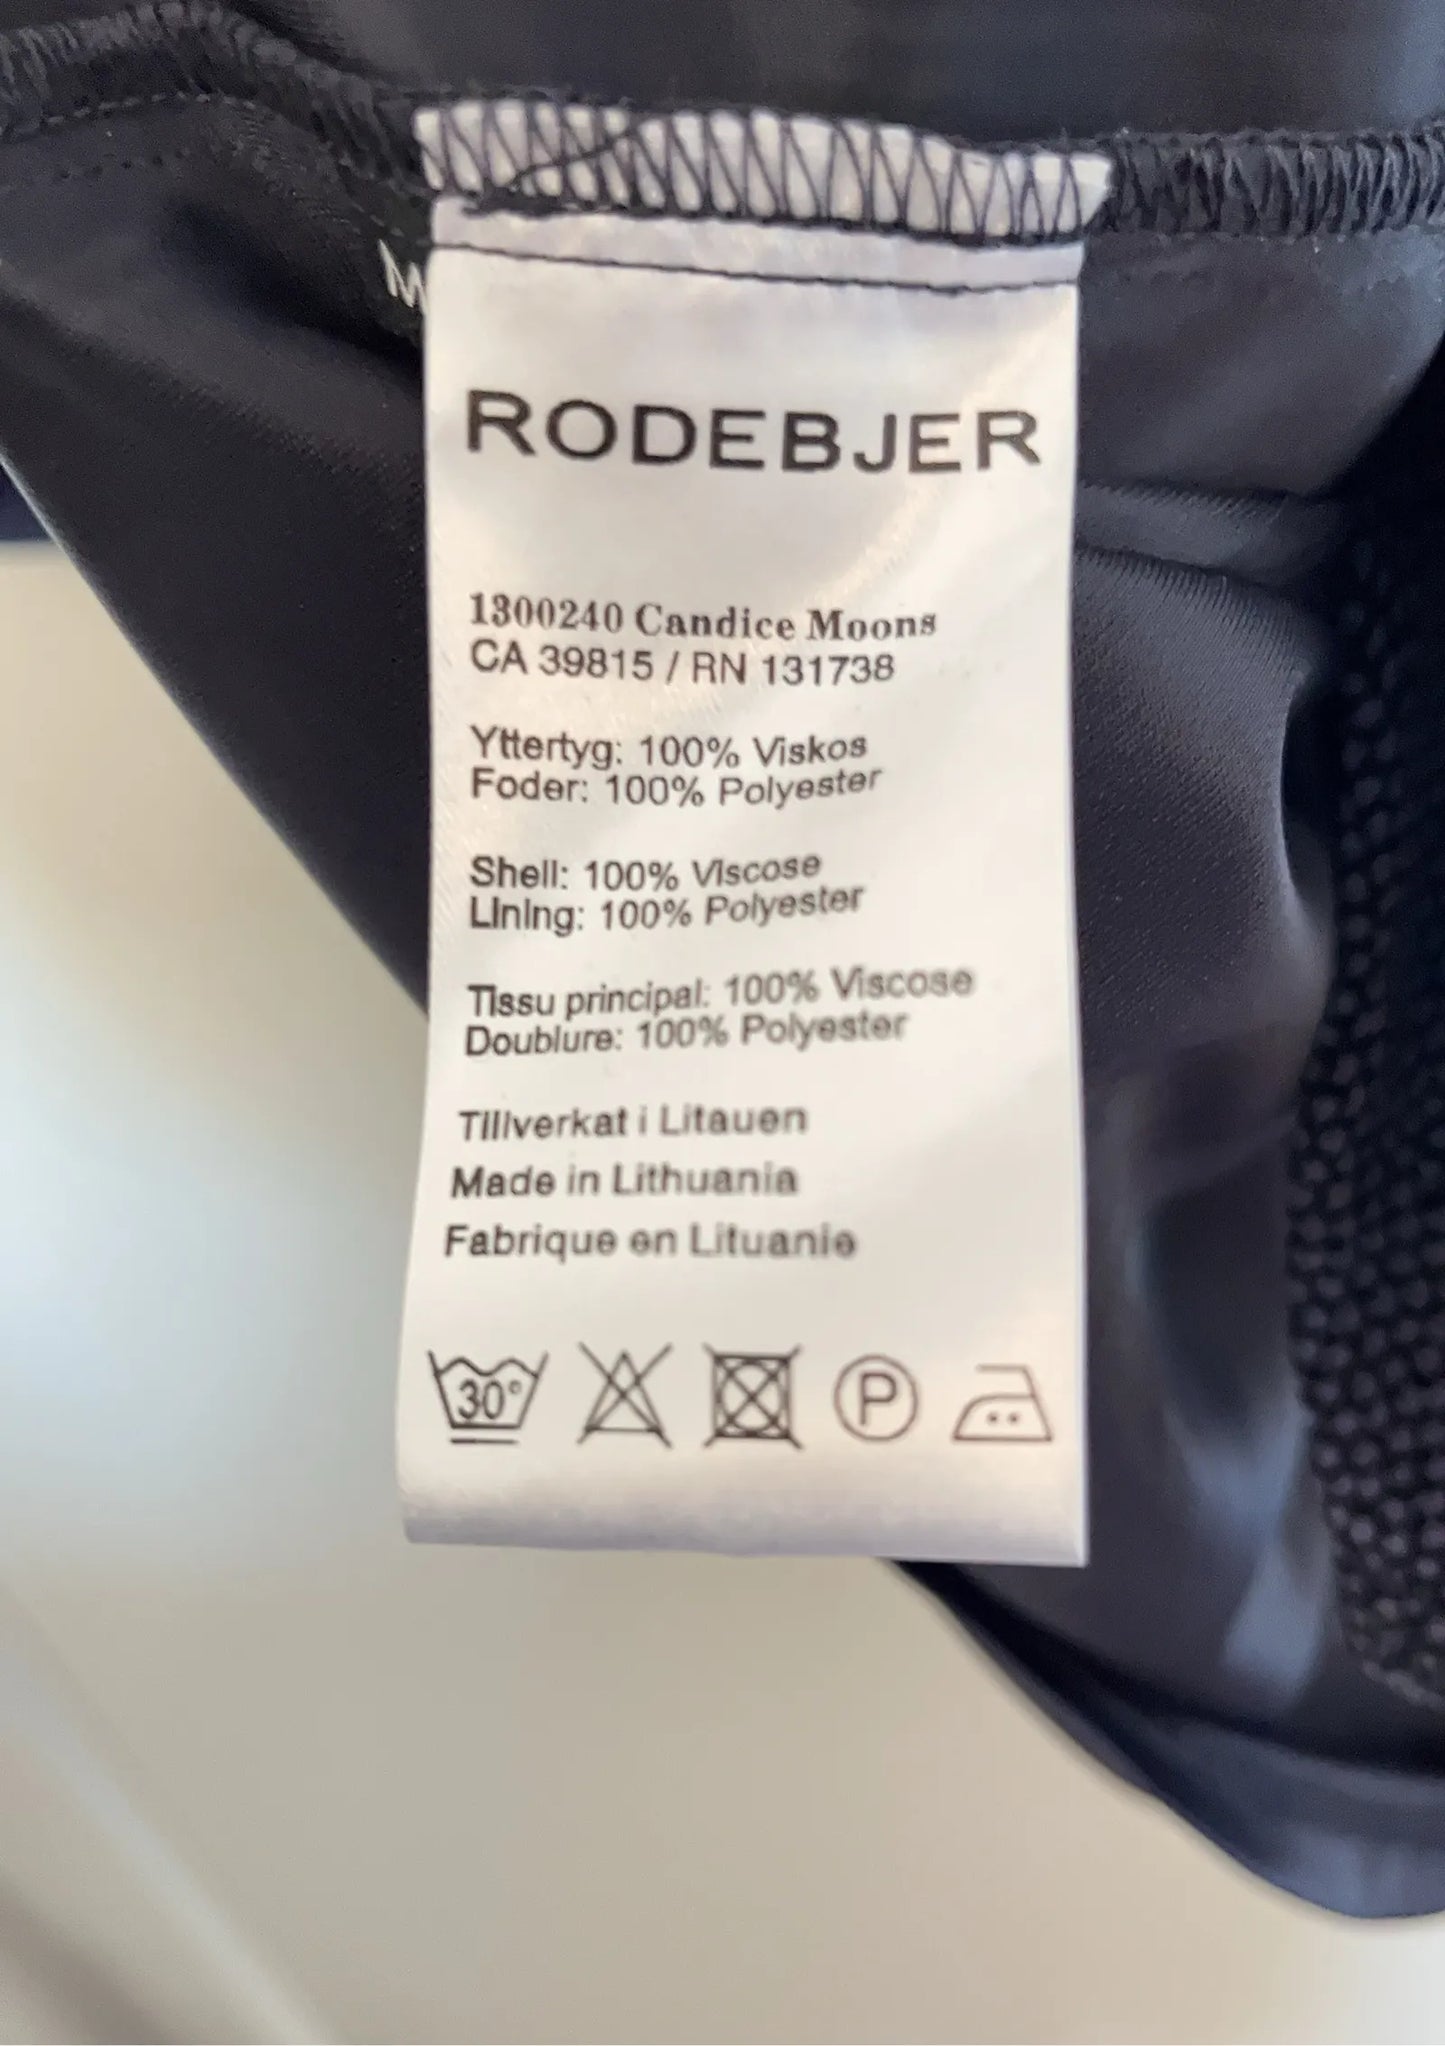 M
RODEBJER
1300240 Candice Moons
CA 39815 / RN 131738
Yttertyg: 100% Viskos
Foder: 100% Polyester
Shell: 100% Viscose
Lining: 100% Polyester
Tissu principal: 100% Viscose
Doublure: 100% Polyester
Tillverkat i Litauen
Made in Lithuania
Fabrique en Lituanie
30°
P